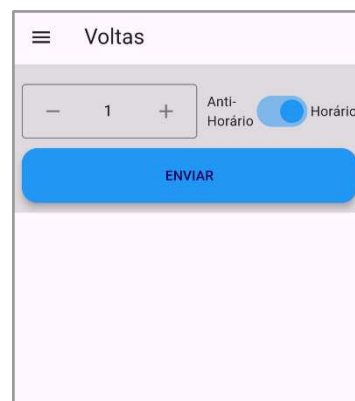 Voltas
− 1 +
Anti-
Horário
Horário
ENVIAR